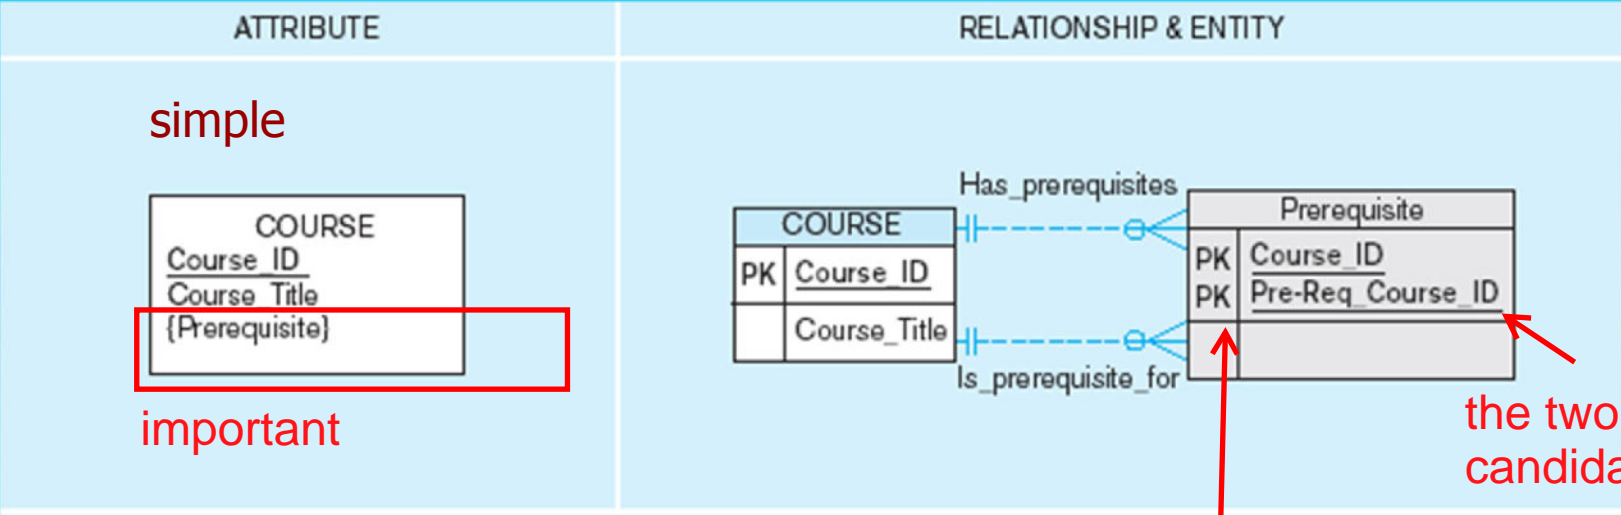 ATTRIBUTE
RELATIONSHIP & ENTITY
simple
COURSE
Course_ID
Course_Title
{Prerequisite}
important
Has_prerequisites
COURSE
PK Course_ID
Course_Title
Is_prerequisite_for
Prerequisite
PK Course_ID
PK Pre-Req_Course_ID
the two